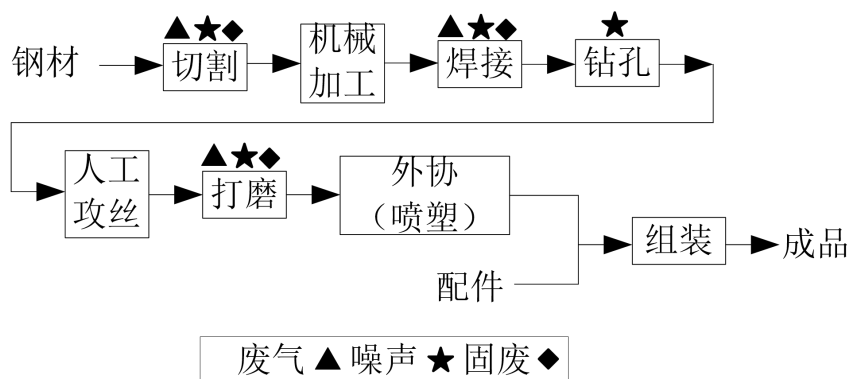 钢材
切割
机械
加工
焊接
钻孔
人工
攻丝
打磨
外协
（喷塑）
配件
组装
成品
废气▲噪声★固废◆